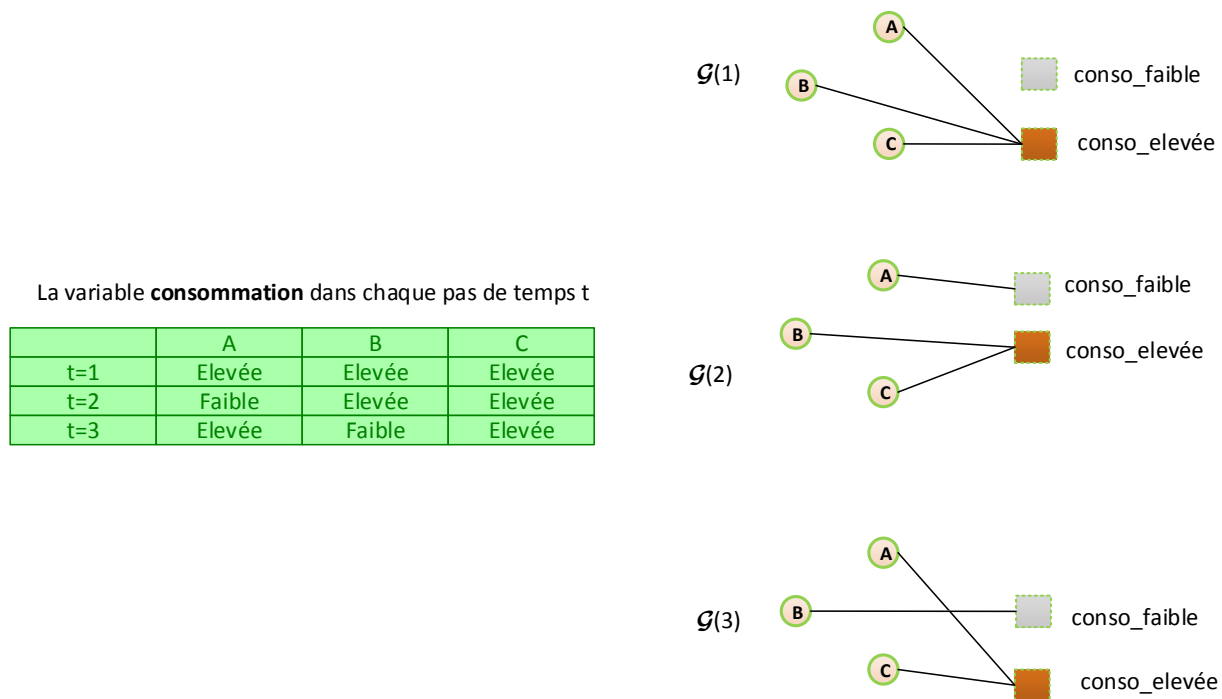 A
𝓖(1)
conso_faible
B
C
conso_elevée
A
conso_faible
B
conso_elevée
𝓖(2)
C
La variable consommation dans chaque pas de temps t
A B C
t=1 Elevée Elevée Elevée
t=2 Faible Elevée Elevée
t=3 Elevée Faible Elevée
A
𝓖(3)
B
conso_faible
C
conso_elevée